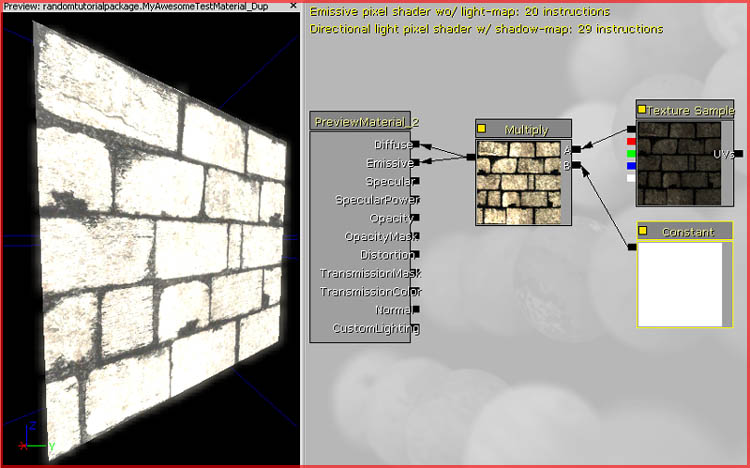 Preview: randomtutorialpackage.MyAwesomeTestMaterial_Dup
Emissive pixel shader wo/ light-map: 20 instructions
Directional light pixel shader w/ shadow-map: 29 instructions
PreviewMaterial_2
Diffuse
Emissive
Specular
SpecularPower
Opacity
OpacityMask
Distortion
TransmissionMask
TransmissionColor
Normal
CustomLighting
Multiply
A
B
Texture Sample
UVs
Constant
Z
X
Y